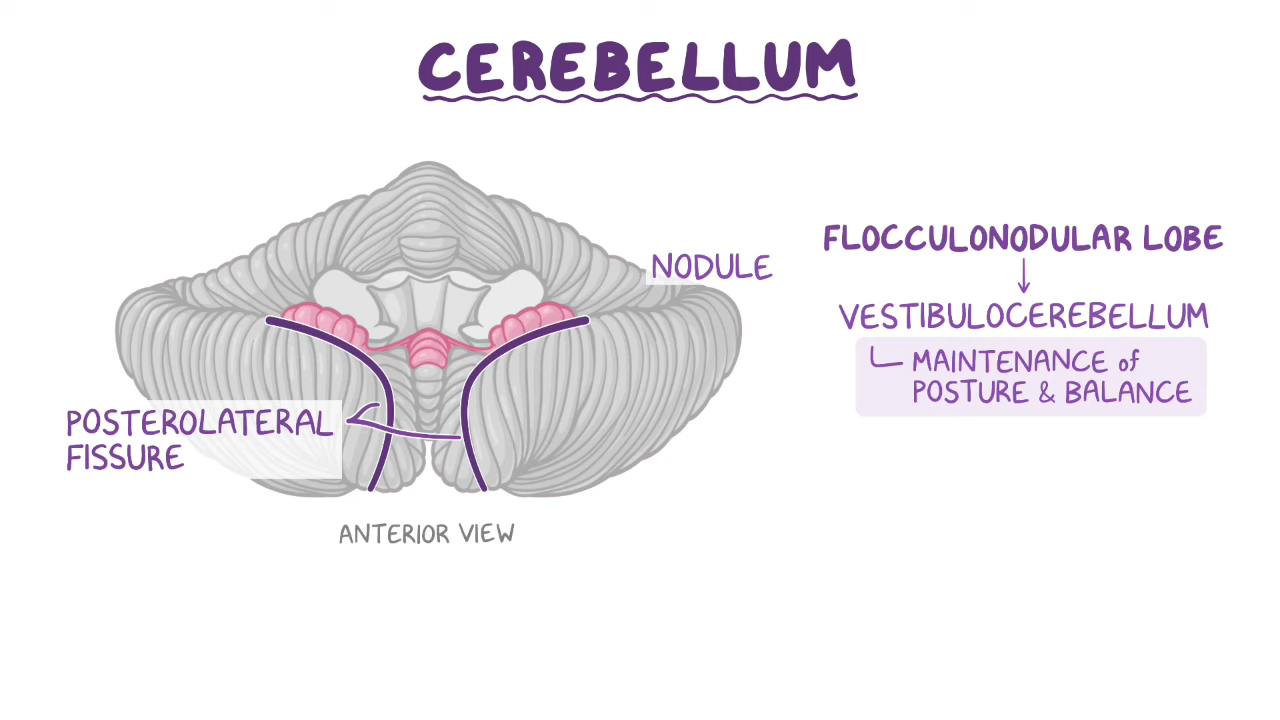 CEREBELLUM
NODULE
FLOCCULONODULAR LOBE
VESTIBULOCEREBELLUM
MAINTENANCE of
POSTURE & BALANCE
POSTEROLATERAL
FISSURE
ANTERIOR VIEW